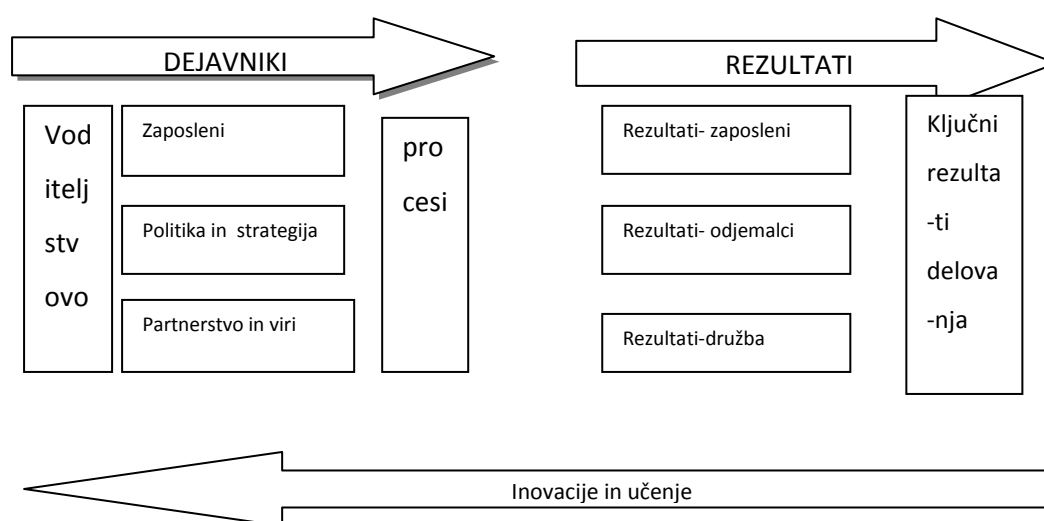 DEJAVNIKI
REZULTATI
Vod
itelj
stv
ovo
Zaposleni
Politika in strategija
Partnerstvo in viri
pro
cesi
Rezultati- zaposleni
Rezultati- odjemalci
Rezultati-družba
Ključni
rezulta
-ti
delova
-nja
Inovacije in učenje